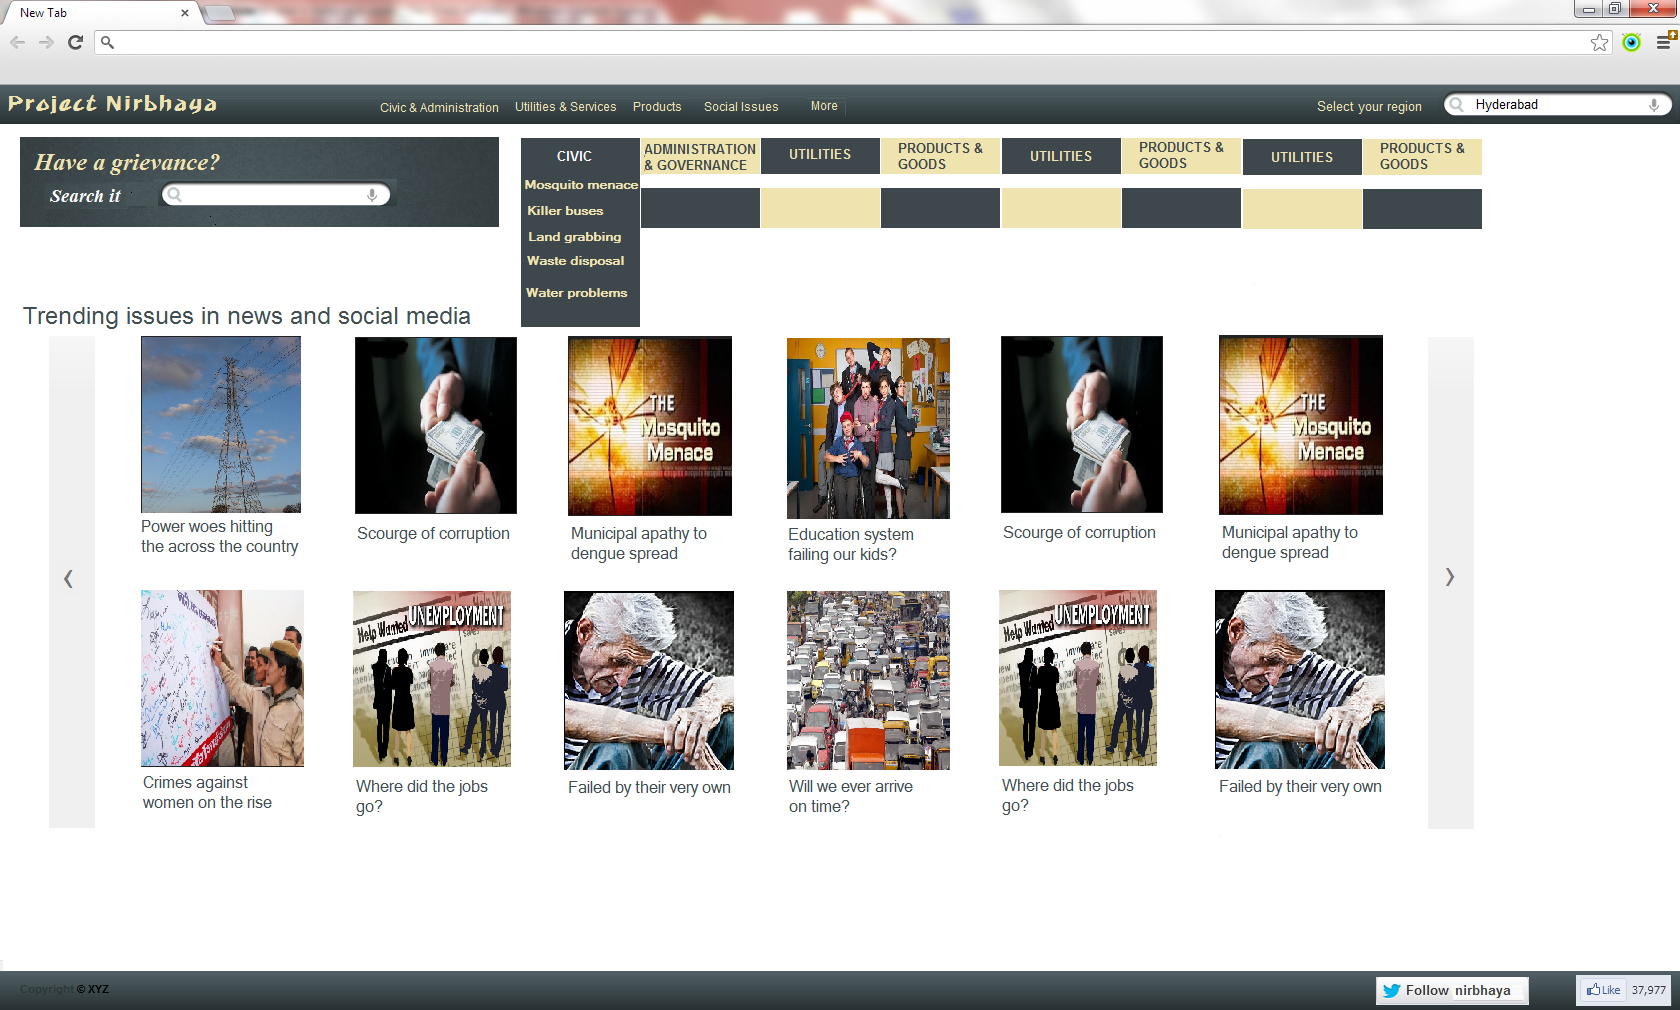 New Tab
Project Nirbhaya
Civic & Administration
Utilities & Services
Products
Social Issues
More
Select your region
Hyderabad
Have a grievance?
Search it
CIVIC
ADMINISTRATION
& GOVERNANCE
UTILITIES
PRODUCTS &
GOODS
UTILITIES
PRODUCTS &
GOODS
UTILITIES
PRODUCTS &
GOODS
Mosquito menace
Killer buses
Land grabbing
Waste disposal
Water problems
Trending issues in news and social media
THE
Mosquito
Menace
THE
Mosquito
Menace
Power woes hitting
the across the country
Scourge of corruption
Municipal apathy to
dengue spread
Education system
failing our kids?
Scourge of corruption
Municipal apathy to
dengue spread
UNEMPLOYMENT
Help Wanted
UNEMPLOYMENT
Help Wanted
Crimes against
women on the rise
Where did the jobs
go?
Failed by their very own
Will we ever arrive
on time?
Where did the jobs
go?
Failed by their very own
Copyright © XYZ
Follow nirbhaya
Like
37,977